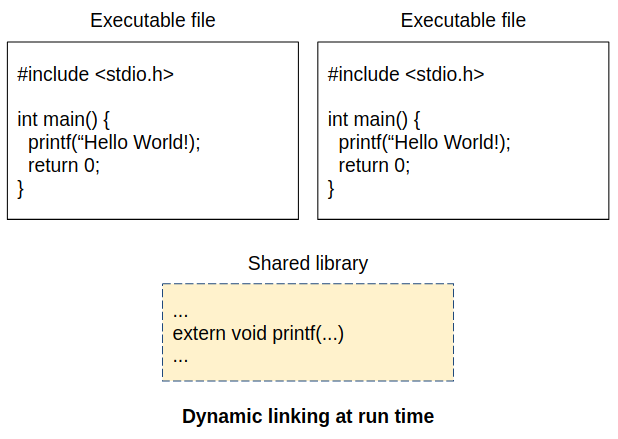 Executable file
#include <stdio.h>
int main() {
printf(“Hello World!);
return 0;
}
Executable file
#include <stdio.h>
int main() {
printf(“Hello World!);
return 0;
}
Shared library
...
extern void printf(...)
...
Dynamic linking at run time